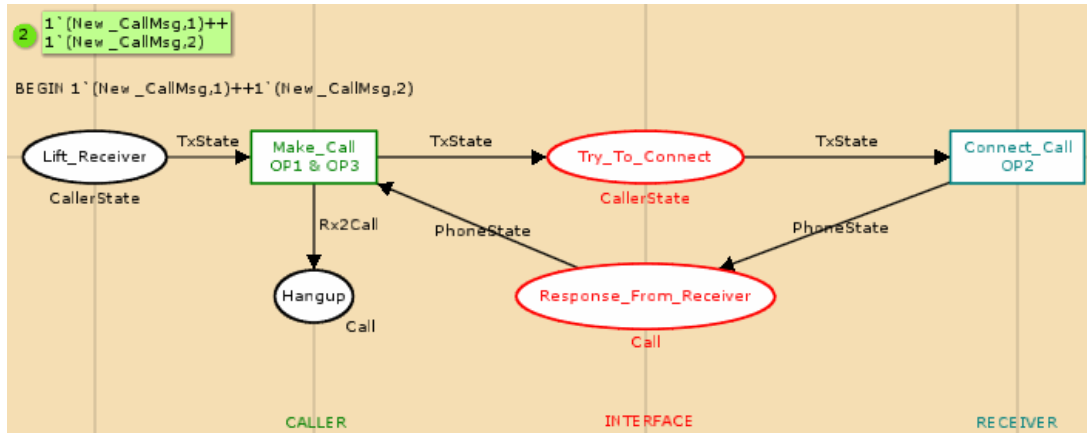 2
1`(New_CallMsg,1)++
1`(New_CallMsg,2)
BEGIN 1`(New_CallMsg,1)++1`(New_CallMsg,2)
Lift_Receiver
CallerState
TxState
Make_Call
OP1 & OP3
TxState
Try_To_Connect
CallerState
TxState
Connect_Call
OP2
Rx2Call
PhoneState
PhoneState
Hangup
Call
Response_From_Receiver
Call
CALLER
INTERFACE
RECEIVER